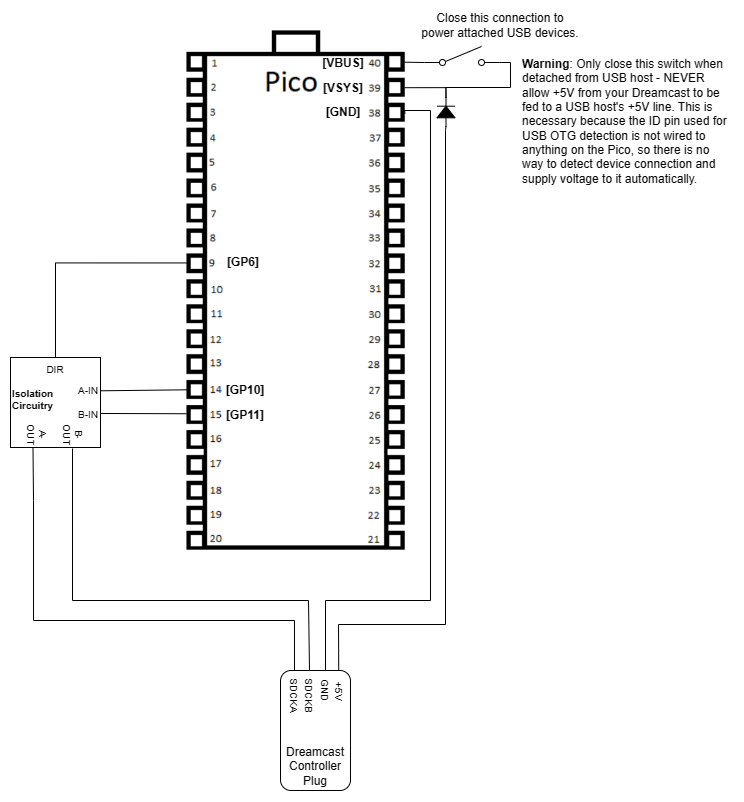 Close this connection to
power attached USB devices.
Warning: Only close this switch when
detached from USB host - NEVER
allow +5V from your Dreamcast to be
fed to a USB host's +5V line. This is
necessary because the ID pin used for
USB OTG detection is not wired to
anything on the Pico, so there is no
way to detect device connection and
supply voltage to it automatically.
Pico
1 [VBUS] 40
2 [VSYS] 39
3 [GND] 38
4 37
5 36
6 35
7 34
8 33
9 [GP6] 32
10 31
11 30
12 29
13 28
14 [GP10] 27
15 [GP11] 26
16 25
17 24
18 23
19 22
20 21
DIR
A-IN
Isolation
Circuitry
B-IN
A-
OUT
B-
OUT
SDCKA
SDCKB
GND
+5V
Dreamcast
Controller
Plug